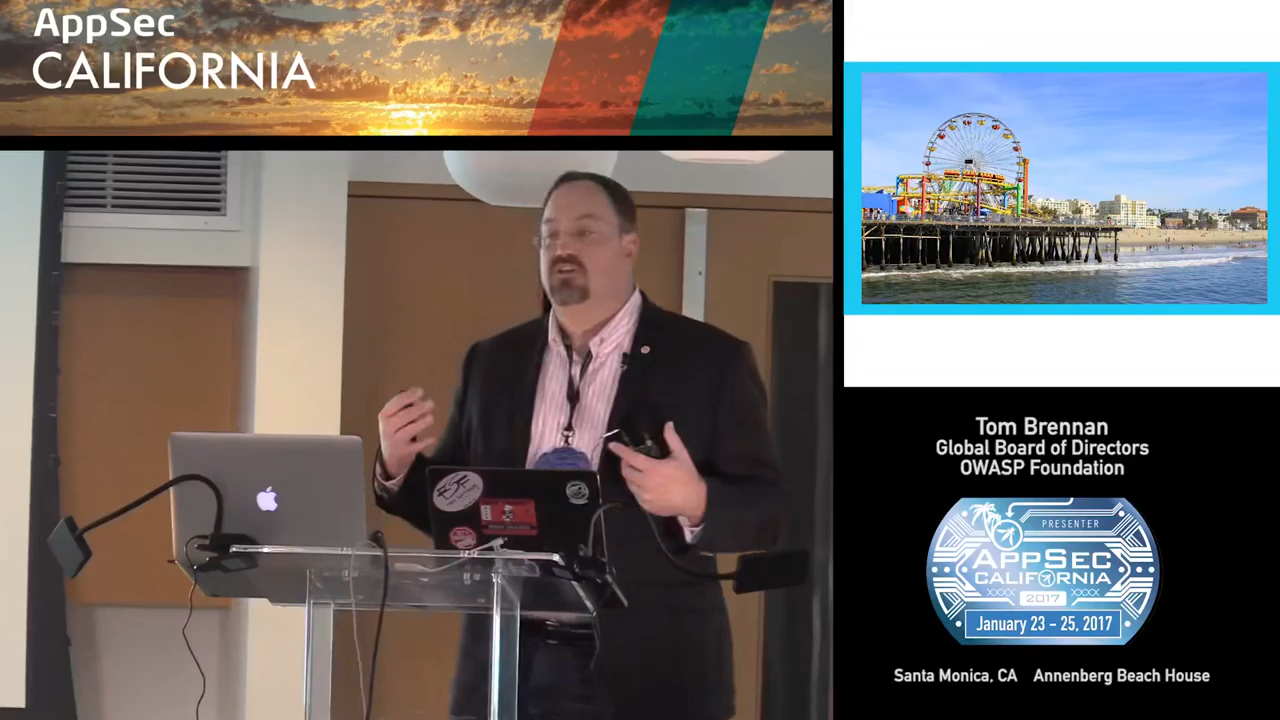 AppSec
CALIFORNIA
Tom Brennan
Global Board of Directors
OWASP Foundation
PRESENTER
APPSEC
CALIFORNIA
2017
January 23 – 25, 2017
Santa Monica, CA Annenberg Beach House